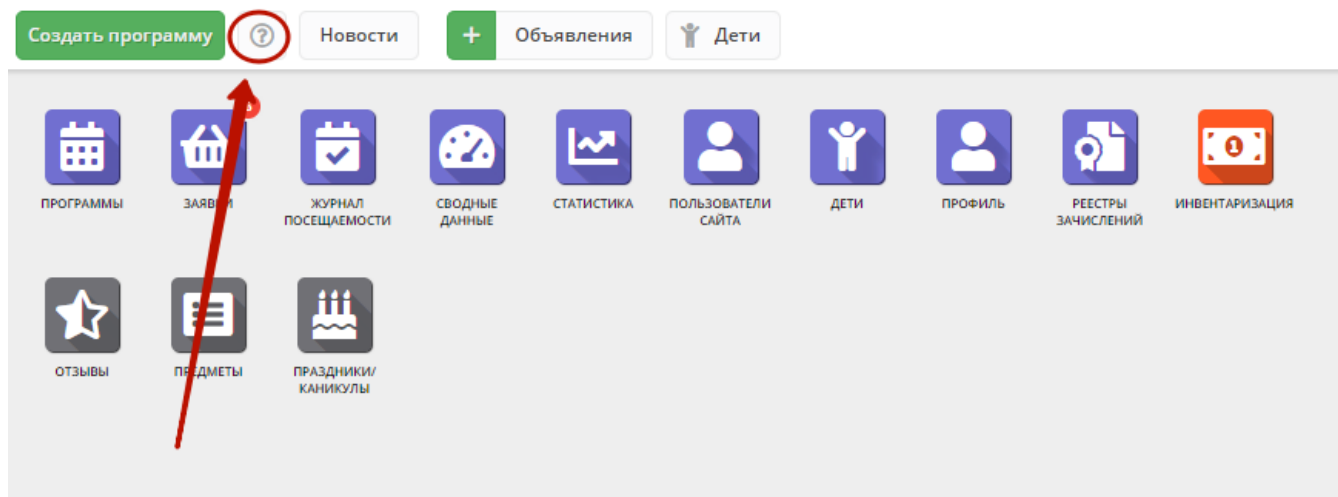 Создать программу ? Новости + Объявления Дети
ПРОГРАММЫ ЗАЯВКИ ЖУРНАЛ СВОДНЫЕ СТАТИСТИКА ПОЛЬЗОВАТЕЛИ ДЕТИ ПРОФИЛЬ РЕЕСТРЫ ИНВЕНТАРИЗАЦИЯ
ПОСЕЩАЕМОСТИ ДАННЫЕ САЙТА ЗАЧИСЛЕНИЙ
ОТЗЫВЫ ПРЕДМЕТЫ ПРАЗДНИКИ/
КАНИКУЛЫ